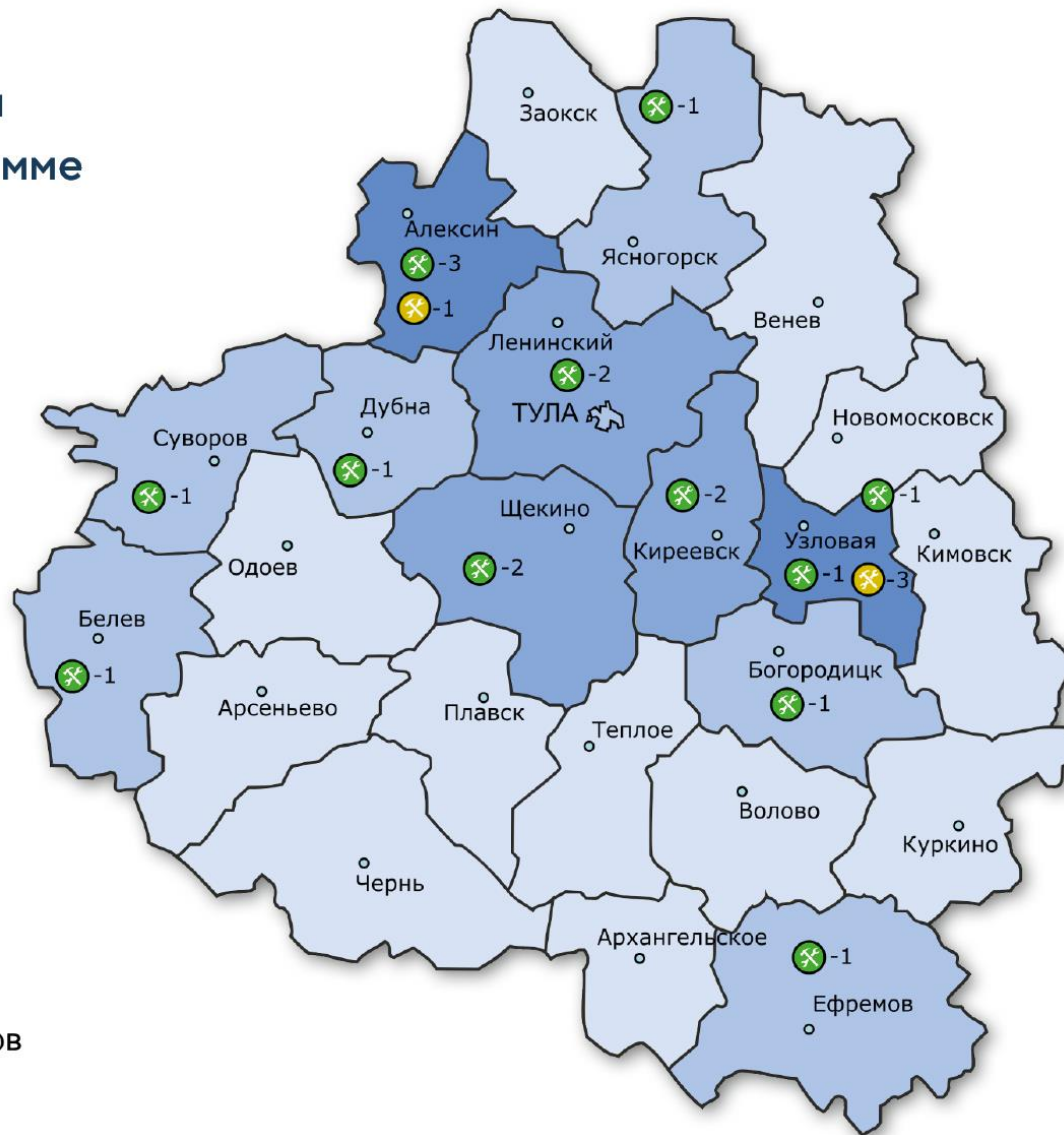 Заокск
-1
мме
Алексин
-3
-1
Ясногорск
Венев
Ленинский
-2
ТУЛА
Дубна
-1
Новомосковск
Суворов
-1
Щекино
-2
Киреевск
-2
-1
Узловая
-1
-3
Кимовск
Одоев
Белев
-1
Богородицк
-1
Арсеньево
Плавск
Теплое
Волово
Куркино
Чернь
Архангельское
-1
Ефремов
ов